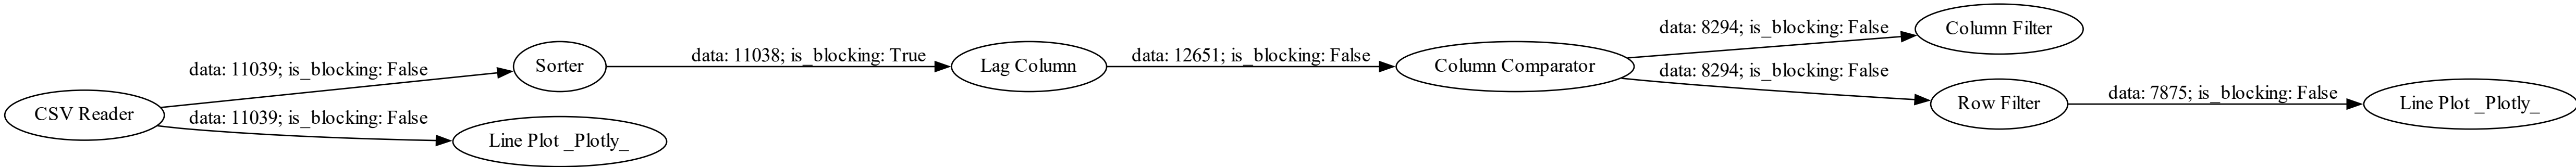 CSV Reader
data: 11039; is_blocking: False
data: 11039; is_blocking: False
Sorter
Line Plot _Plotly_
data: 11038; is_blocking: True
Lag Column
data: 12651; is_blocking: False
Column Comparator
data: 8294; is_blocking: False
data: 8294; is_blocking: False
Column Filter
Row Filter
data: 7875; is_blocking: False
Line Plot _Plotly_